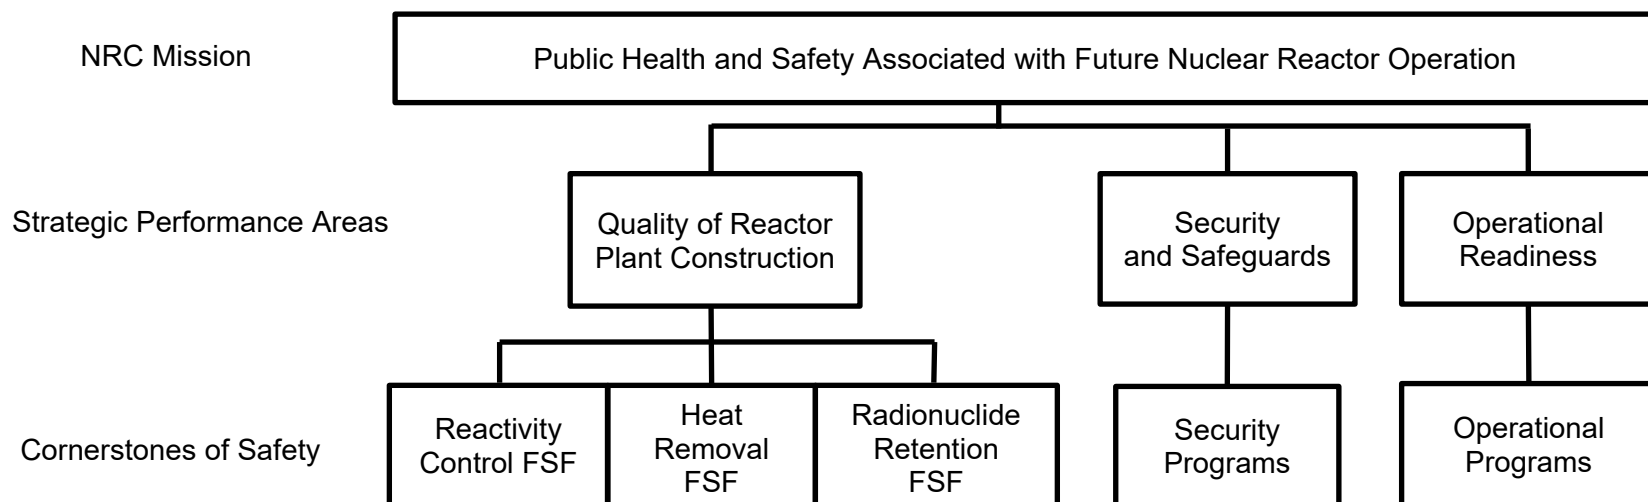 NRC Mission
Public Health and Safety Associated with Future Nuclear Reactor Operation
Strategic Performance Areas
Quality of Reactor
Plant Construction
Security
and Safeguards
Operational
Readiness
Cornerstones of Safety
Reactivity
Control FSF
Heat
Removal
FSF
Radionuclide
Retention
FSF
Security
Programs
Operational
Programs